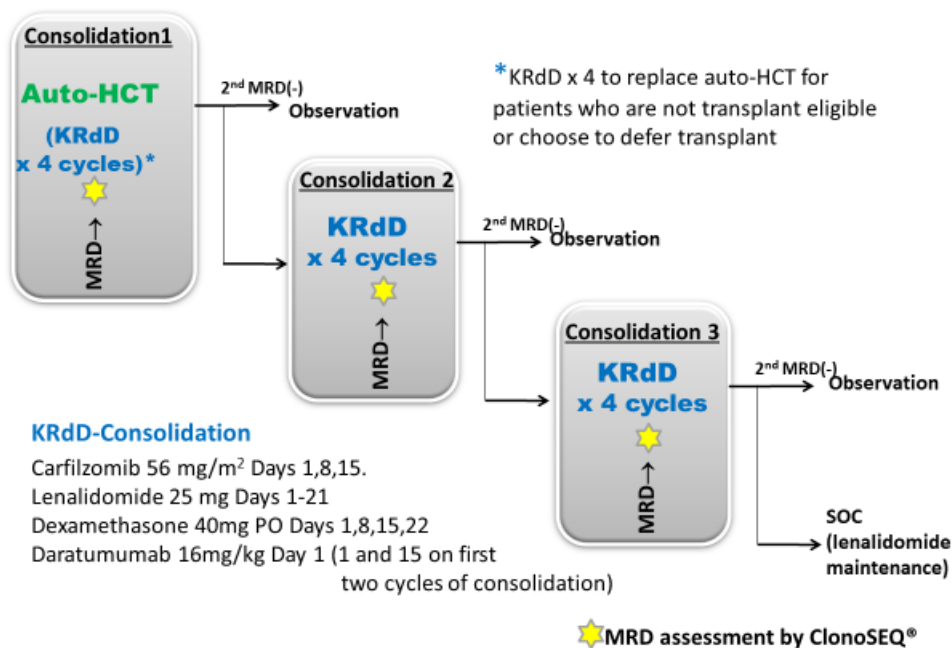 Consolidation1
Auto-HCT
(KRdD
x 4 cycles)*
MRD→
2nd MRD(-)
Observation
*KRdD x 4 to replace auto-HCT for
patients who are not transplant eligible
or choose to defer transplant
Consolidation 2
KRdD
x 4 cycles
MRD→
2nd MRD(-)
Observation
Consolidation 3
KRdD
x 4 cycles
MRD→
2nd MRD(-)
Observation
SOC
(lenalidomide
maintenance)
KRdD-Consolidation
Carfilzomib 56 mg/m2 Days 1,8,15.
Lenalidomide 25 mg Days 1-21
Dexamethasone 40mg PO Days 1,8,15,22
Daratumumab 16mg/kg Day 1 (1 and 15 on first
two cycles of consolidation)
MRD assessment by ClonoSEQ®